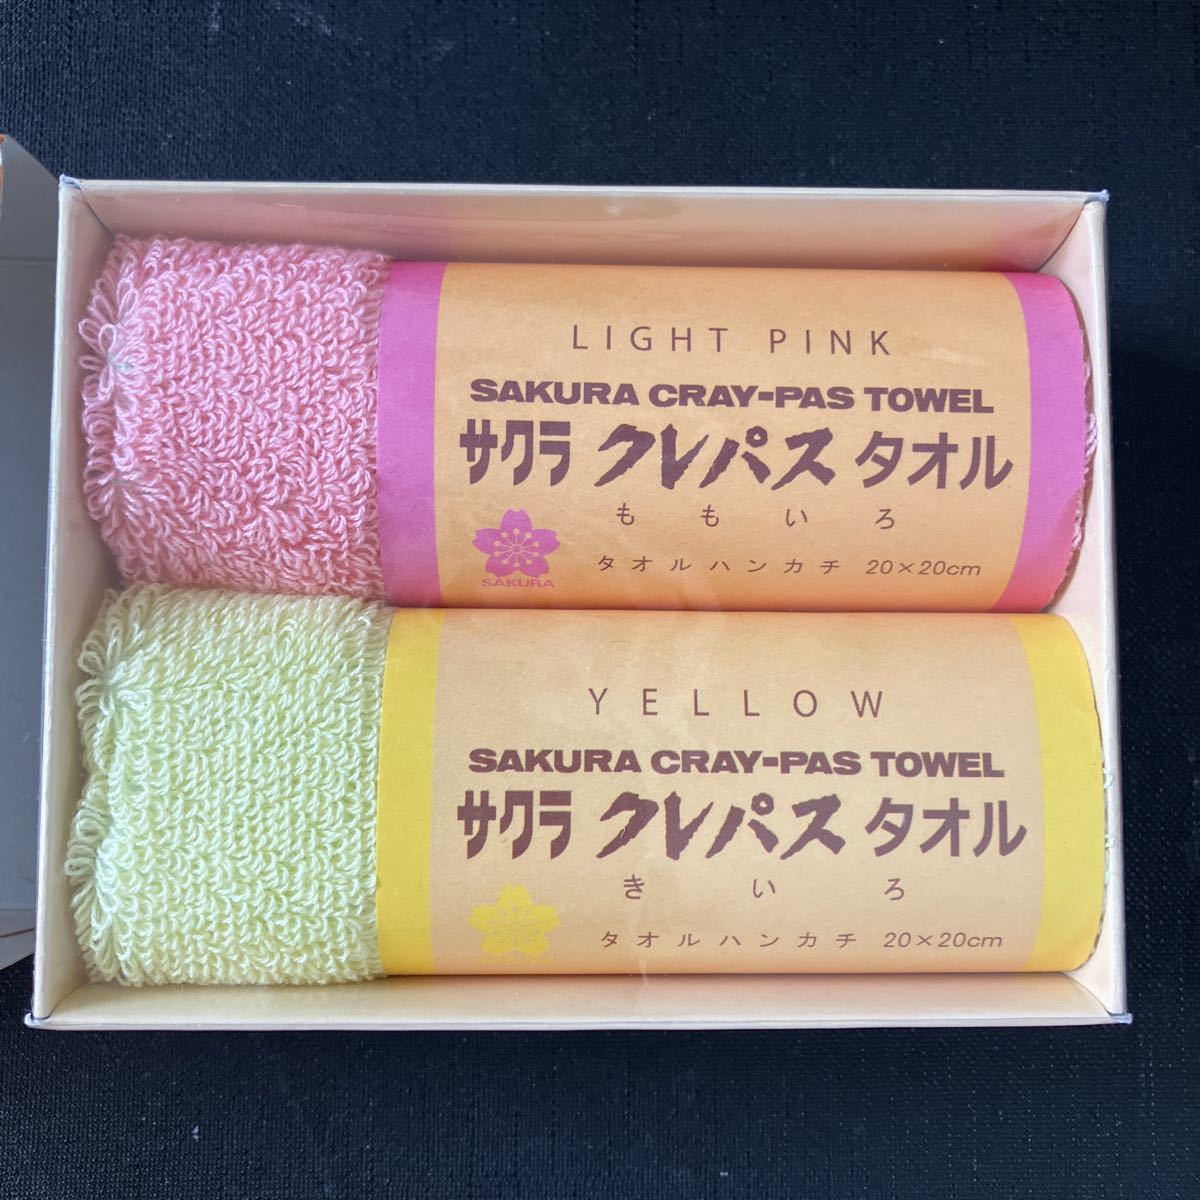 LIGHT PINK
SAKURA CRAY-PAS TOWEL
サクラ クレパス タオル
ももいろ
SAKURA
タオルハンカチ 20×20cm
YELLOW
SAKURA CRAY-PAS TOWEL
サクラ クレパス タオル
きいろ
タオルハンカチ 20×20cm